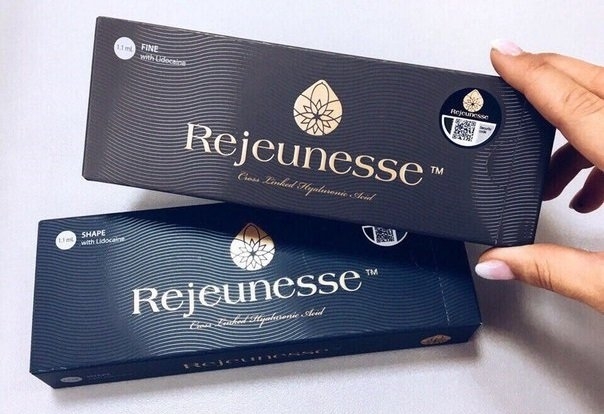 1.1 mL
FINE
with Lidocaine
Rejeunesse™
Cross Linked Hyaluronic Acid
Rejeunesse
1.1 mL
SHAPE
with Lidocaine
Rejeunesse™
Cross Linked Hyaluronic Acid
SHAPE
Rejeunesse